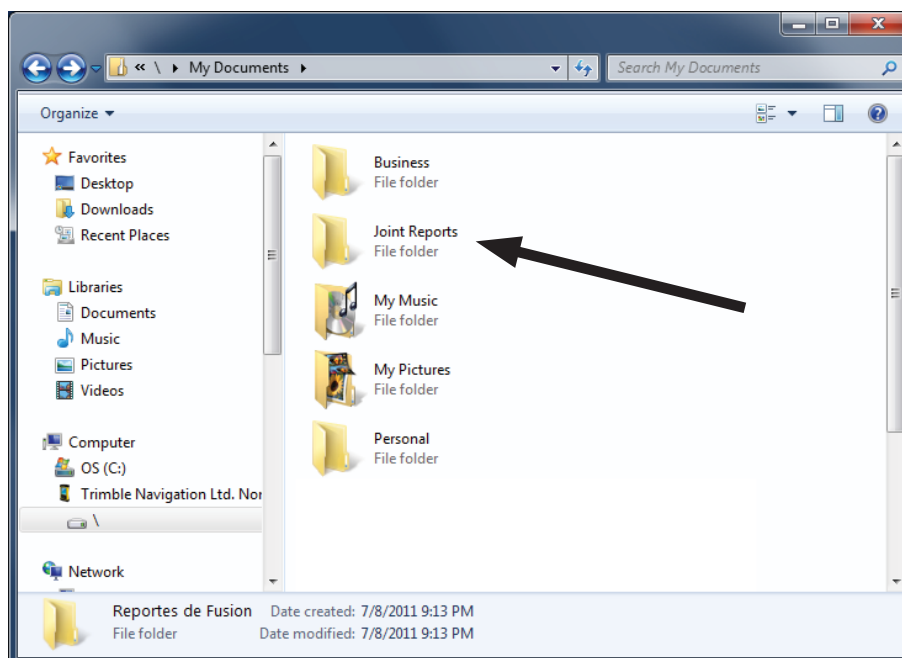 « \ My Documents
Search My Documents
Organize
Favorites
Desktop
Downloads
Recent Places
Libraries
Documents
Music
Pictures
Videos
Computer
OS (C:)
Trimble Navigation Ltd. Nor
\
Network
Business
File folder
Joint Reports
File folder
My Music
File folder
My Pictures
File folder
Personal
File folder
Reportes de Fusion Date created: 7/8/2011 9:13 PM
File folder Date modified: 7/8/2011 9:13 PM